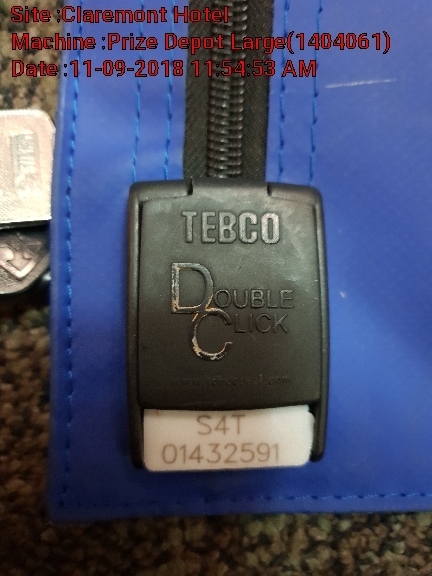 Site :Claremont Hotel
Machine :Prize Depot Large(1404061)
Date :11-09-2018 11:54:53 AM
TEBCO
DOUBLE
CLICK
S4T
01432591